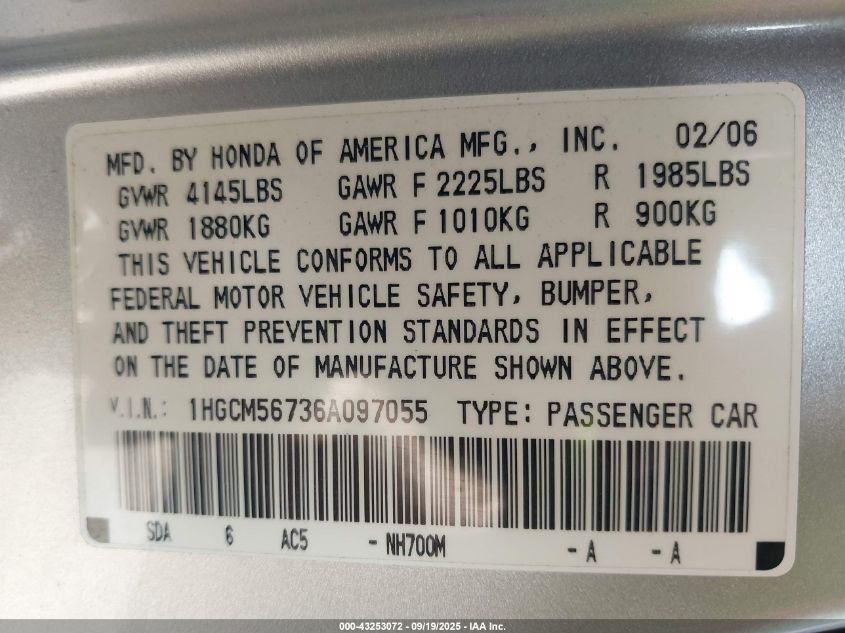 MFD. BY HONDA OF AMERICA MFG., INC. 02/06
GVWR 4145LBS GAWR F 2225LBS R 1985LBS
GVWR 1880KG GAWR F 1010KG R 900KG
THIS VEHICLE CONFORMS TO ALL APPLICABLE
FEDERAL MOTOR VEHICLE SAFETY, BUMPER,
AND THEFT PREVENTION STANDARDS IN EFFECT
ON THE DATE OF MANUFACTURE SHOWN ABOVE.
V.I.N.: 1HGCM56736A097055 TYPE: PASSENGER CAR
SDA 6 AC5 - NH700M - A - A
000-43253072 - 09/19/2025 - IAA Inc.